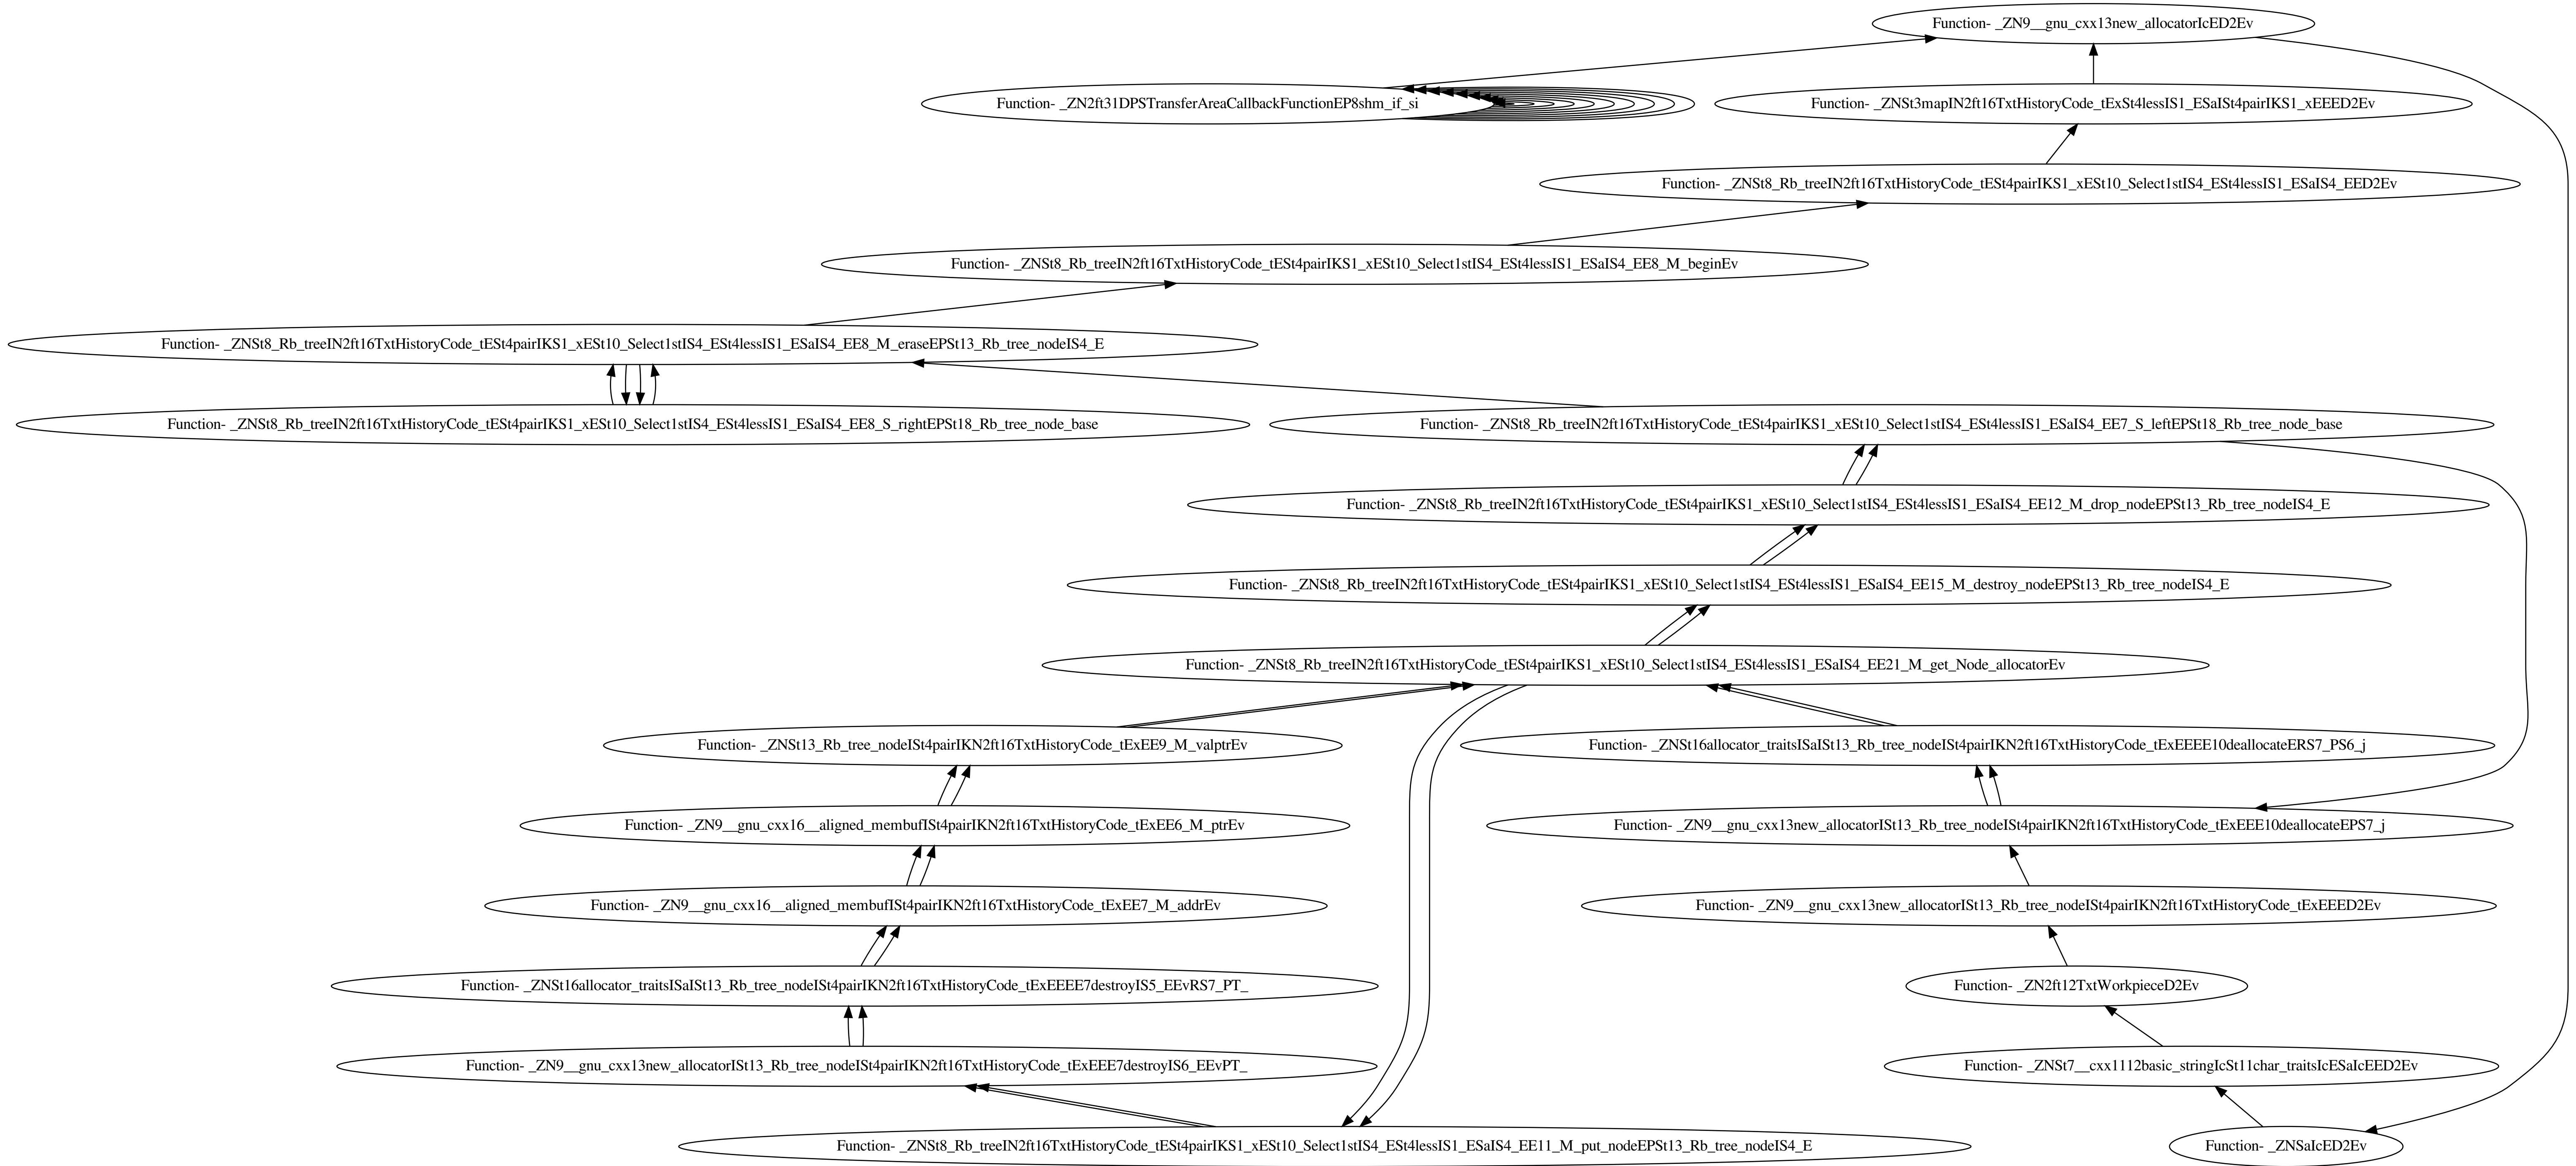 Function- _ZN9__gnu_cxx13new_allocatorIcED2Ev
Function- _ZN2ft31DPSTransferAreaCallbackFunctionEP8shm_if_si
Function- _ZNSt3mapIN2ft16TxtHistoryCode_tExSt4lessIS1_ESaISt4pairIKS1_xEEED2Ev
Function- _ZNSt8_Rb_treeIN2ft16TxtHistoryCode_tESt4pairIKS1_xESt10_Select1stIS4_ESt4lessIS1_ESaIS4_EED2Ev
Function- _ZNSt8_Rb_treeIN2ft16TxtHistoryCode_tESt4pairIKS1_xESt10_Select1stIS4_ESt4lessIS1_ESaIS4_EE8_M_beginEv
Function- _ZNSt8_Rb_treeIN2ft16TxtHistoryCode_tESt4pairIKS1_xESt10_Select1stIS4_ESt4lessIS1_ESaIS4_EE8_M_eraseEPSt13_Rb_tree_nodeIS4_E
Function- _ZNSt8_Rb_treeIN2ft16TxtHistoryCode_tESt4pairIKS1_xESt10_Select1stIS4_ESt4lessIS1_ESaIS4_EE8_S_rightEPSt18_Rb_tree_node_base
Function- _ZNSt8_Rb_treeIN2ft16TxtHistoryCode_tESt4pairIKS1_xESt10_Select1stIS4_ESt4lessIS1_ESaIS4_EE7_S_leftEPSt18_Rb_tree_node_base
Function- _ZNSt8_Rb_treeIN2ft16TxtHistoryCode_tESt4pairIKS1_xESt10_Select1stIS4_ESt4lessIS1_ESaIS4_EE12_M_drop_nodeEPSt13_Rb_tree_nodeIS4_E
Function- _ZNSt8_Rb_treeIN2ft16TxtHistoryCode_tESt4pairIKS1_xESt10_Select1stIS4_ESt4lessIS1_ESaIS4_EE15_M_destroy_nodeEPSt13_Rb_tree_nodeIS4_E
Function- _ZNSt8_Rb_treeIN2ft16TxtHistoryCode_tESt4pairIKS1_xESt10_Select1stIS4_ESt4lessIS1_ESaIS4_EE21_M_get_Node_allocatorEv
Function- _ZNSt13_Rb_tree_nodeISt4pairIKN2ft16TxtHistoryCode_tExEE9_M_valptrEv
Function- _ZNSt16allocator_traitsISaISt13_Rb_tree_nodeISt4pairIKN2ft16TxtHistoryCode_tExEEEE10deallocateERS7_PS6_j
Function- _ZN9__gnu_cxx16__aligned_membufISt4pairIKN2ft16TxtHistoryCode_tExEE6_M_ptrEv
Function- _ZN9__gnu_cxx13new_allocatorISt13_Rb_tree_nodeISt4pairIKN2ft16TxtHistoryCode_tExEEE10deallocateEPS7_j
Function- _ZN9__gnu_cxx16__aligned_membufISt4pairIKN2ft16TxtHistoryCode_tExEE7_M_addrEv
Function- _ZN9__gnu_cxx13new_allocatorISt13_Rb_tree_nodeISt4pairIKN2ft16TxtHistoryCode_tExEEED2Ev
Function- _ZNSt16allocator_traitsISaISt13_Rb_tree_nodeISt4pairIKN2ft16TxtHistoryCode_tExEEEE7destroyIS5_EEvRS7_PT_
Function- _ZN2ft12TxtWorkpieceD2Ev
Function- _ZN9__gnu_cxx13new_allocatorISt13_Rb_tree_nodeISt4pairIKN2ft16TxtHistoryCode_tExEEE7destroyIS6_EEvPT_
Function- _ZNSt7__cxx1112basic_stringIcSt11char_traitsIcESaIcEED2Ev
Function- _ZNSt8_Rb_treeIN2ft16TxtHistoryCode_tESt4pairIKS1_xESt10_Select1stIS4_ESt4lessIS1_ESaIS4_EE11_M_put_nodeEPSt13_Rb_tree_nodeIS4_E
Function- _ZNSaIcED2Ev